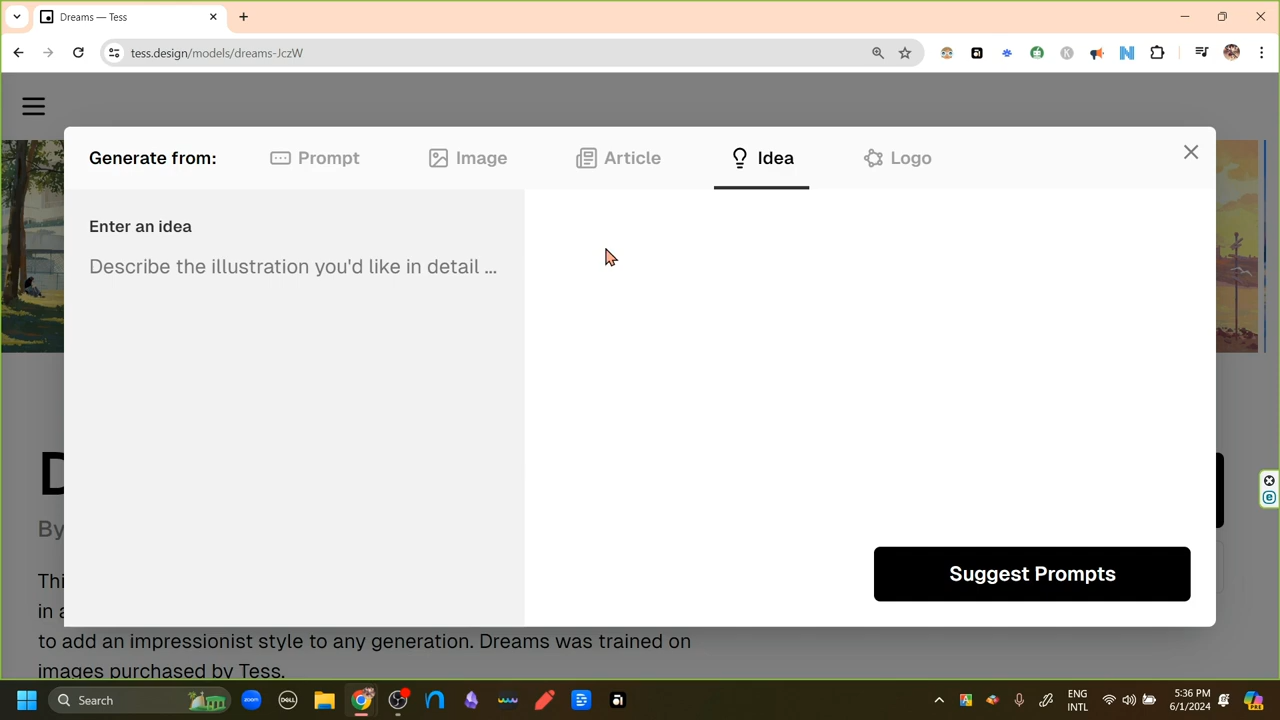 Dreams — Tess
tess.design/models/dreams-JczW
Generate from:
Prompt
Image
Article
Idea
Logo
Enter an idea
Describe the illustration you'd like in detail ...
Suggest Prompts
D
By
Thi
in a
to add an impressionist style to any generation. Dreams was trained on
images purchased by Tess.
Search
zoom
DELL
ENG
INTL
5:36 PM
6/1/2024